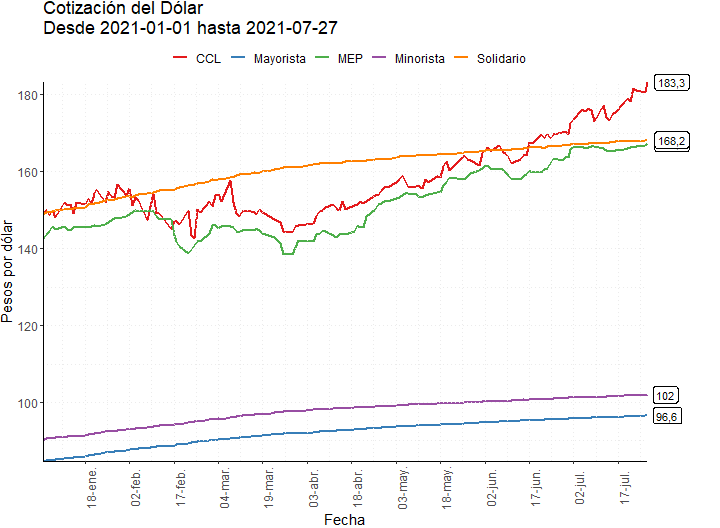 Cotización del Dólar
Desde 2021-01-01 hasta 2021-07-27
CCL Mayorista MEP Minorista Solidario
183,3
180
168,2
160
140
120
102
100
96,6
Pesos por dólar
18-ene. 02-feb. 17-feb. 04-mar. 19-mar. 03-abr. 18-abr. 03-may. 18-may. 02-jun. 17-jun. 02-jul. 17-jul.
Fecha